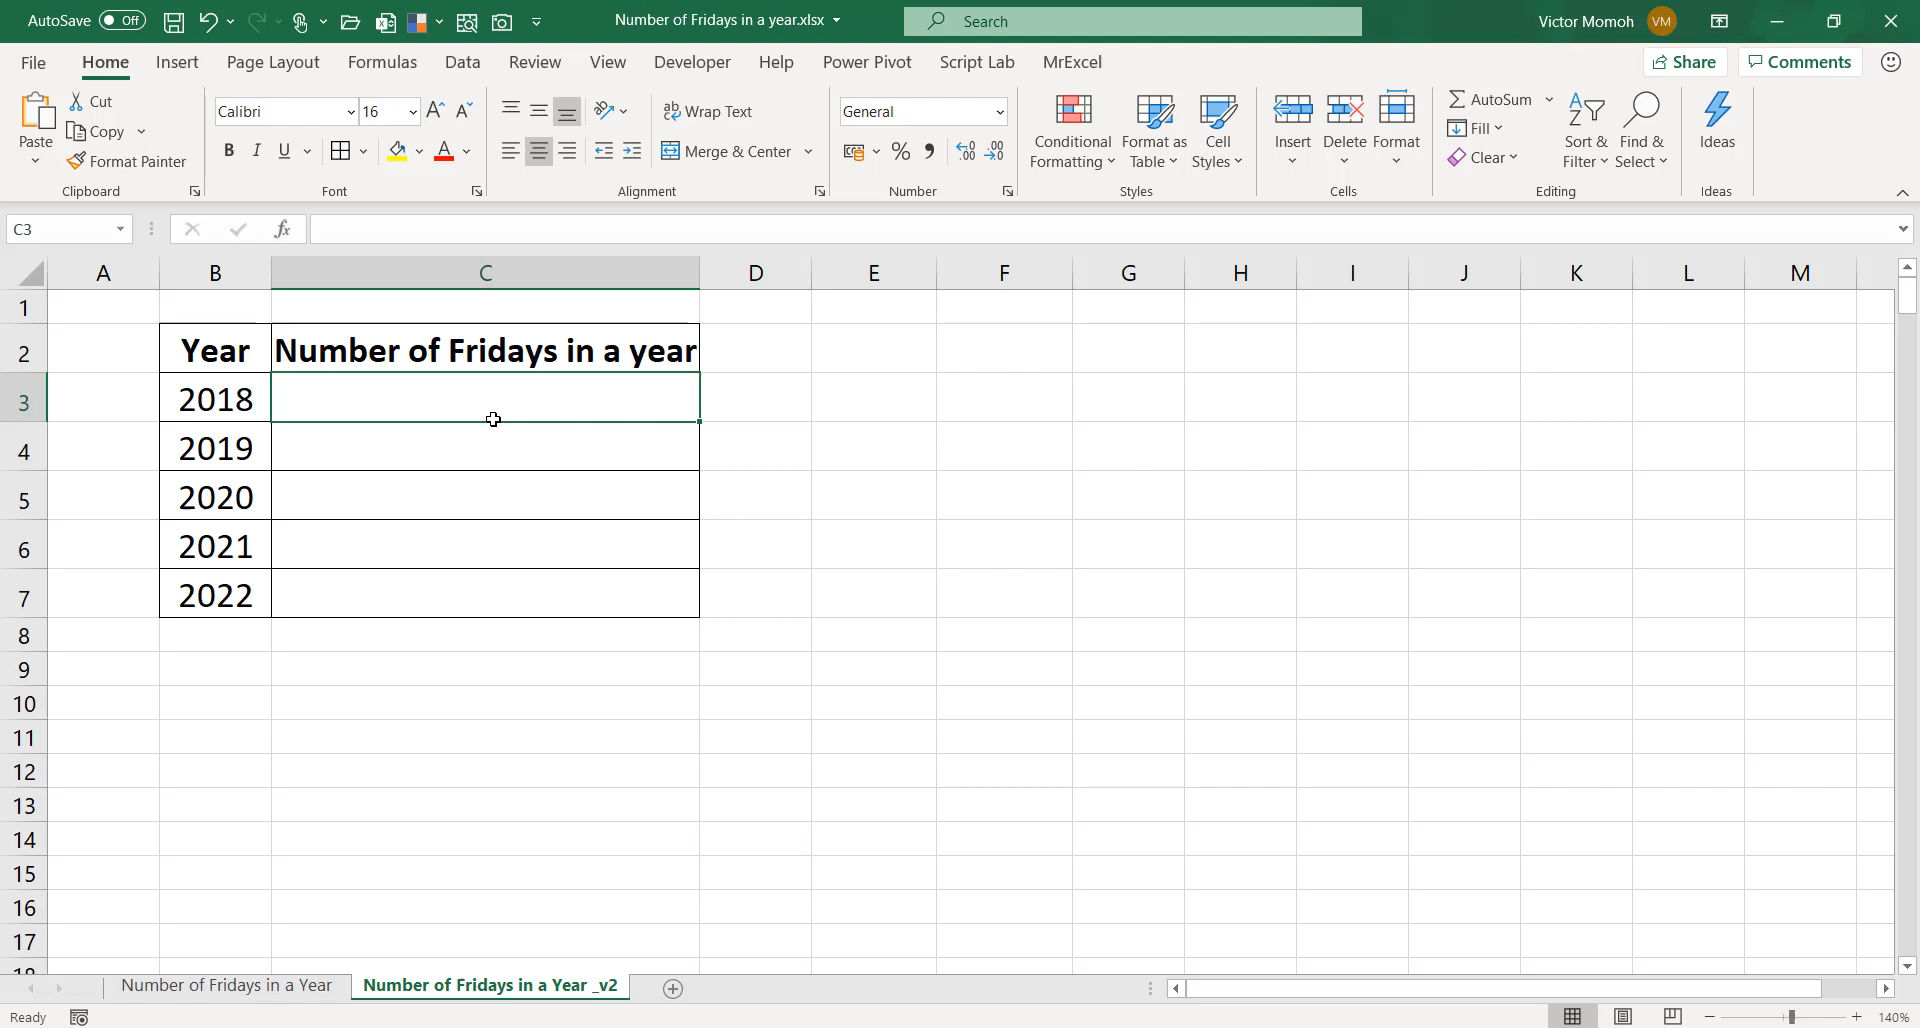 AutoSave Off Number of Fridays in a year.xlsx Search Victor Momoh VM
File Home Insert Page Layout Formulas Data Review View Developer Help Power Pivot Script Lab MrExcel Share Comments
Paste Cut Copy Format Painter Clipboard
Calibri 16 B I U A Font
Wrap Text Merge & Center Alignment
General % Number
Conditional Formatting Format as Table Cell Styles Styles
Insert Delete Format Cells
AutoSum Fill Clear Sort & Filter Find & Select Editing
Ideas Ideas
C3 fx
A B C D E F G H I J K L M
1
2 Year Number of Fridays in a year
3 2018
4 2019
5 2020
6 2021
7 2022
8
9
10
11
12
13
14
15
16
17
Number of Fridays in a Year Number of Fridays in a Year _v2
Ready 140%